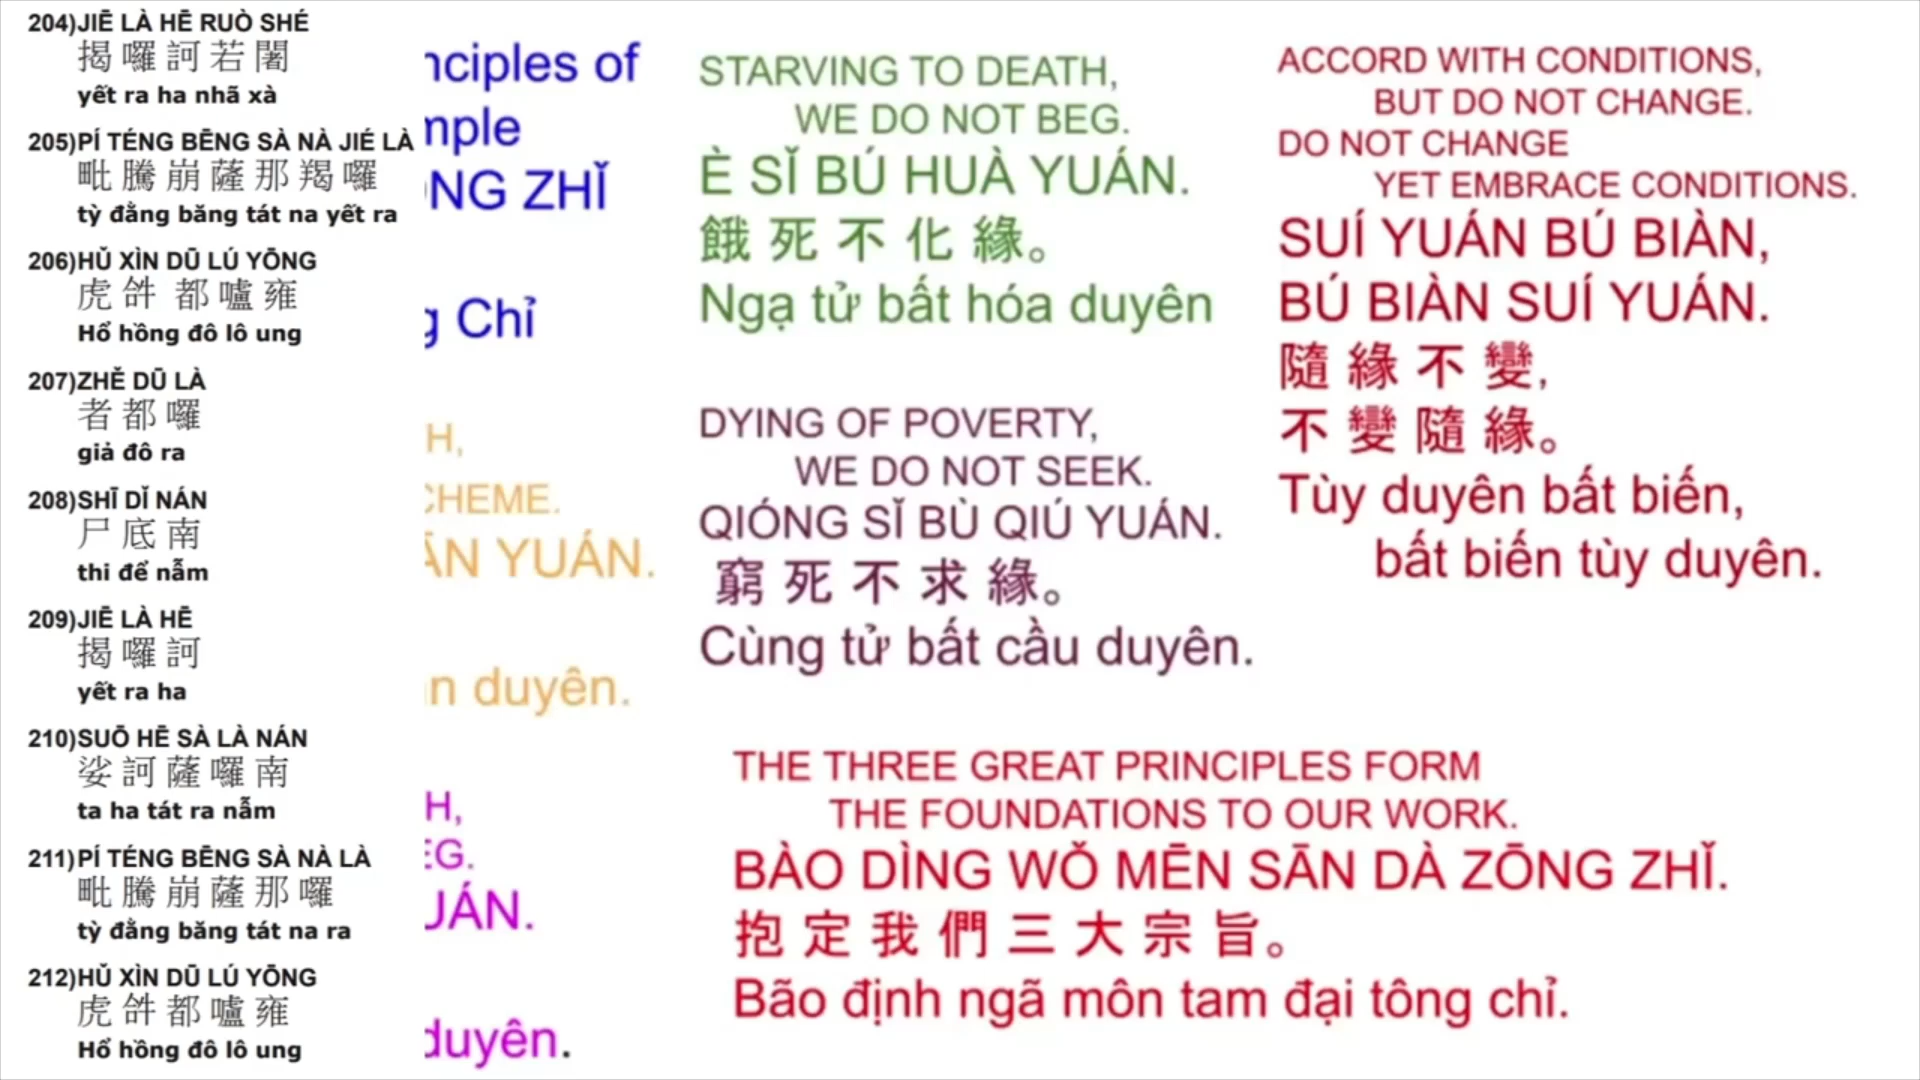 204)JIĒ LÀ HĒ RUÒ SHÉ
揭 囉 訶 若 闍
yết ra ha nhã xà
205)PÍ TÉNG BĒNG SÀ NÀ JIÉ LÀ
毗 騰 崩 薩 那 羯 囉
tỳ đằng băng tát na yết ra
206)HǓ XÌN DŪ LÚ YŌNG
虎 𤙖 都 嚧 雍
Hổ hồng đô lô ung
207)ZHĚ DŪ LÀ
者 都 囉
giả đô ra
208)SHĪ DǏ NÁN
尸 底 南
thi để nẫm
209)JIĒ LÀ HĒ
揭 囉 訶
yết ra ha
210)SUŌ HĒ SÀ LÀ NÁN
娑 訶 薩 囉 南
ta ha tát ra nẫm
211)PÍ TÉNG BĒNG SÀ NÀ LÀ
毗 騰 崩 薩 那 囉
tỳ đằng băng tát na ra
212)HǓ XÌN DŪ LÚ YŌNG
虎 𤙖 都 嚧 雍
Hổ hồng đô lô ung
nciples of
mple
NG ZHǏ
g Chỉ
H,
CHEME.
ĀN YUÁN.
n duyên.
H,
EG.
UÁN.
duyên.
STARVING TO DEATH,
WE DO NOT BEG.
È SǏ BÚ HUÀ YUÁN.
餓 死 不 化 緣。
Ngạ tử bất hóa duyên
DYING OF POVERTY,
WE DO NOT SEEK.
QIÓNG SǏ BÙ QIÚ YUÁN.
窮 死 不 求 緣。
Cùng tử bất cầu duyên.
ACCORD WITH CONDITIONS,
BUT DO NOT CHANGE.
DO NOT CHANGE
YET EMBRACE CONDITIONS.
SUÍ YUÁN BÚ BIÀN,
BÚ BIÀN SUÍ YUÁN.
隨 緣 不 變,
不 變 隨 緣。
Tùy duyên bất biến,
bất biến tùy duyên.
THE THREE GREAT PRINCIPLES FORM
THE FOUNDATIONS TO OUR WORK.
BÀO DÌNG WǑ MĒN SĀN DÀ ZŌNG ZHǏ.
抱 定 我 們 三 大 宗 旨。
Bão định ngã môn tam đại tông chỉ.